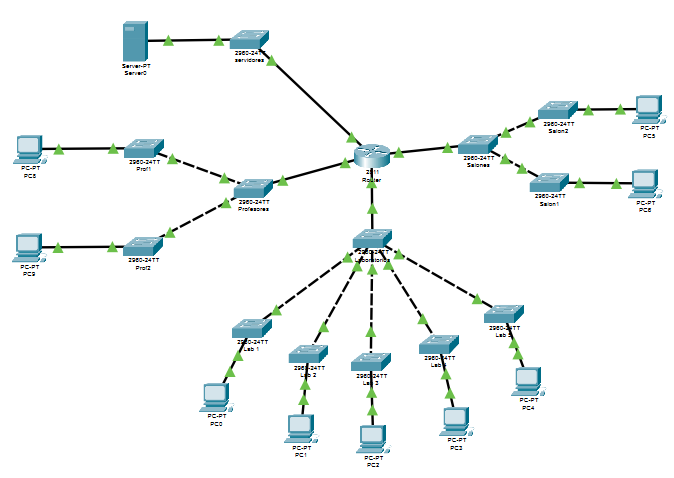 Server-PT
Server0
2960-24TT
servidores
2960-24TT
Salon2
PC-PT
PC5
PC-PT
PC8
2960-24TT
Prof1
2911
Router
2960-24TT
Salones
2960-24TT
Profesores
2960-24TT
Salon1
PC-PT
PC6
PC-PT
PC9
2960-24TT
Prof2
2960-24TT
Laboratorios
2960-24TT
Lab 1
2960-24TT
Lab 2
2960-24TT
Lab 3
2960-24TT
Lab 4
2960-24TT
Lab 5
PC-PT
PC0
PC-PT
PC1
PC-PT
PC2
PC-PT
PC3
PC-PT
PC4